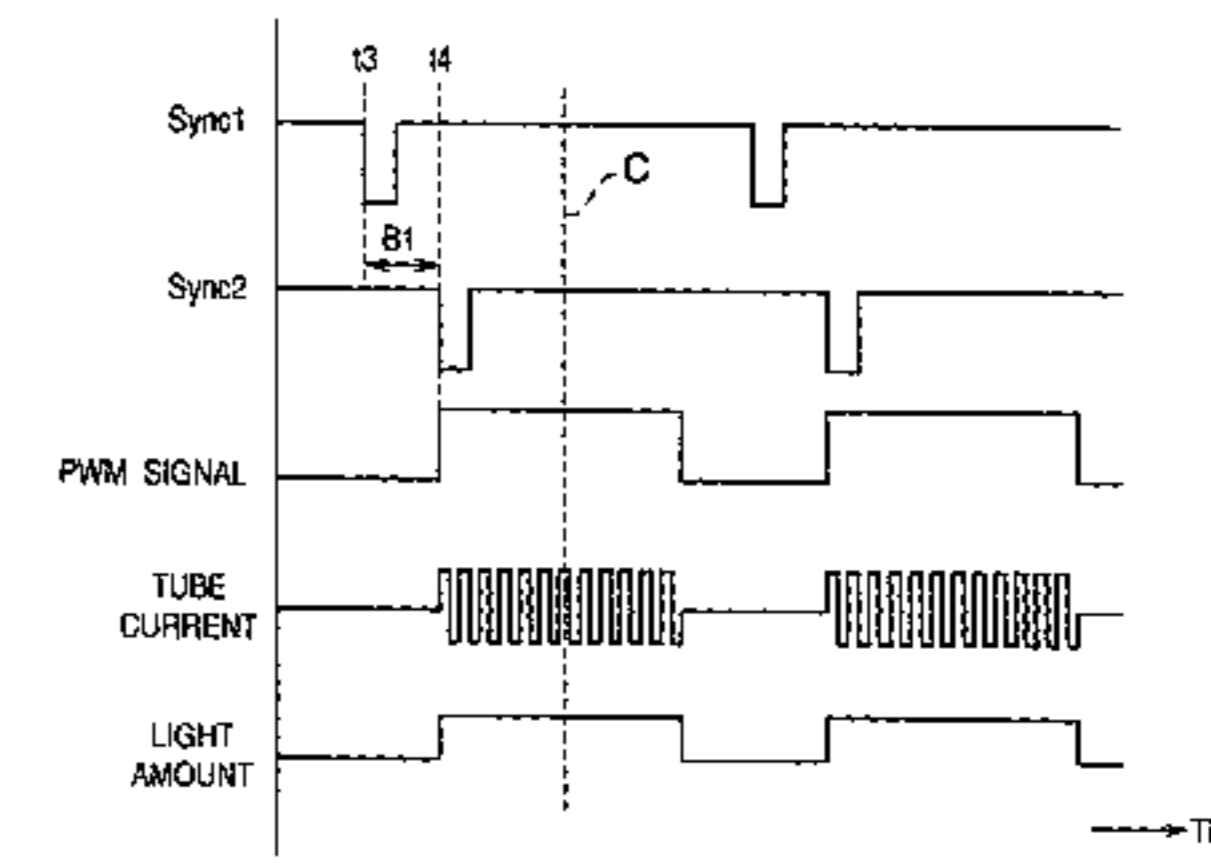 t3 t4
Sync1
C
B1
Sync2
PWM SIGNAL
TUBE
CURRENT
LIGHT
AMOUNT